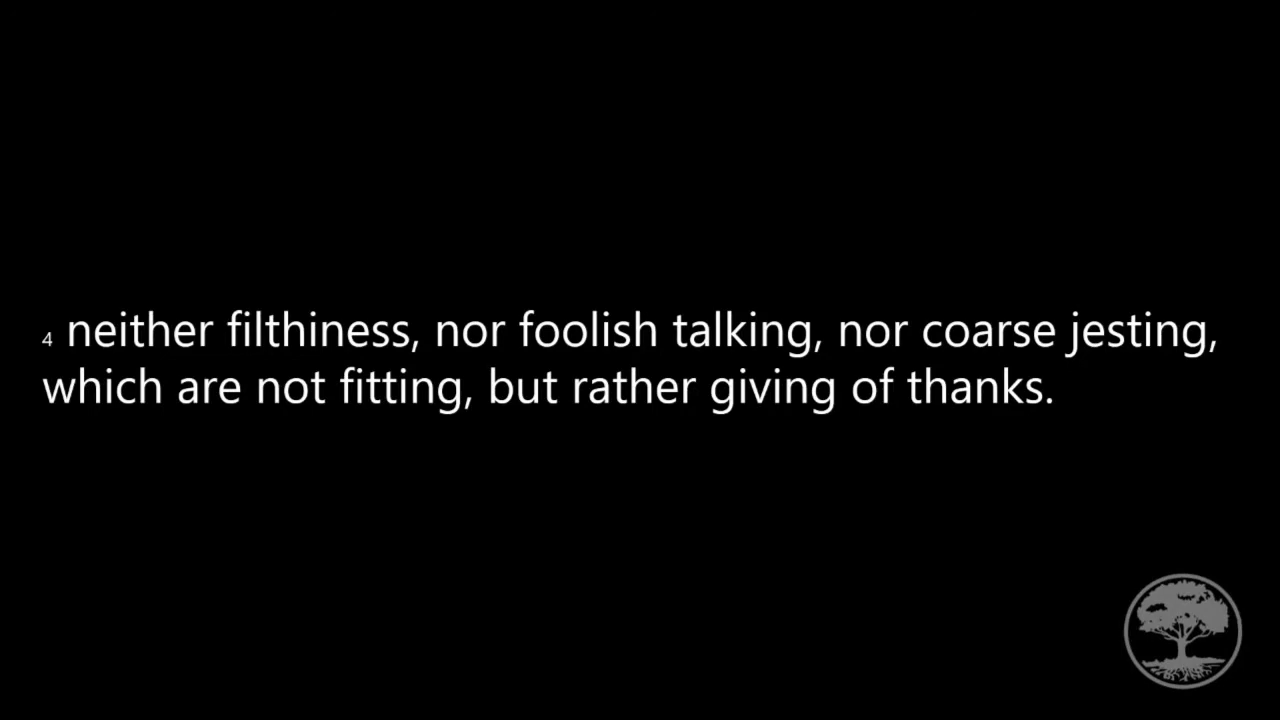 4 neither filthiness, nor foolish talking, nor coarse jesting,
which are not fitting, but rather giving of thanks.